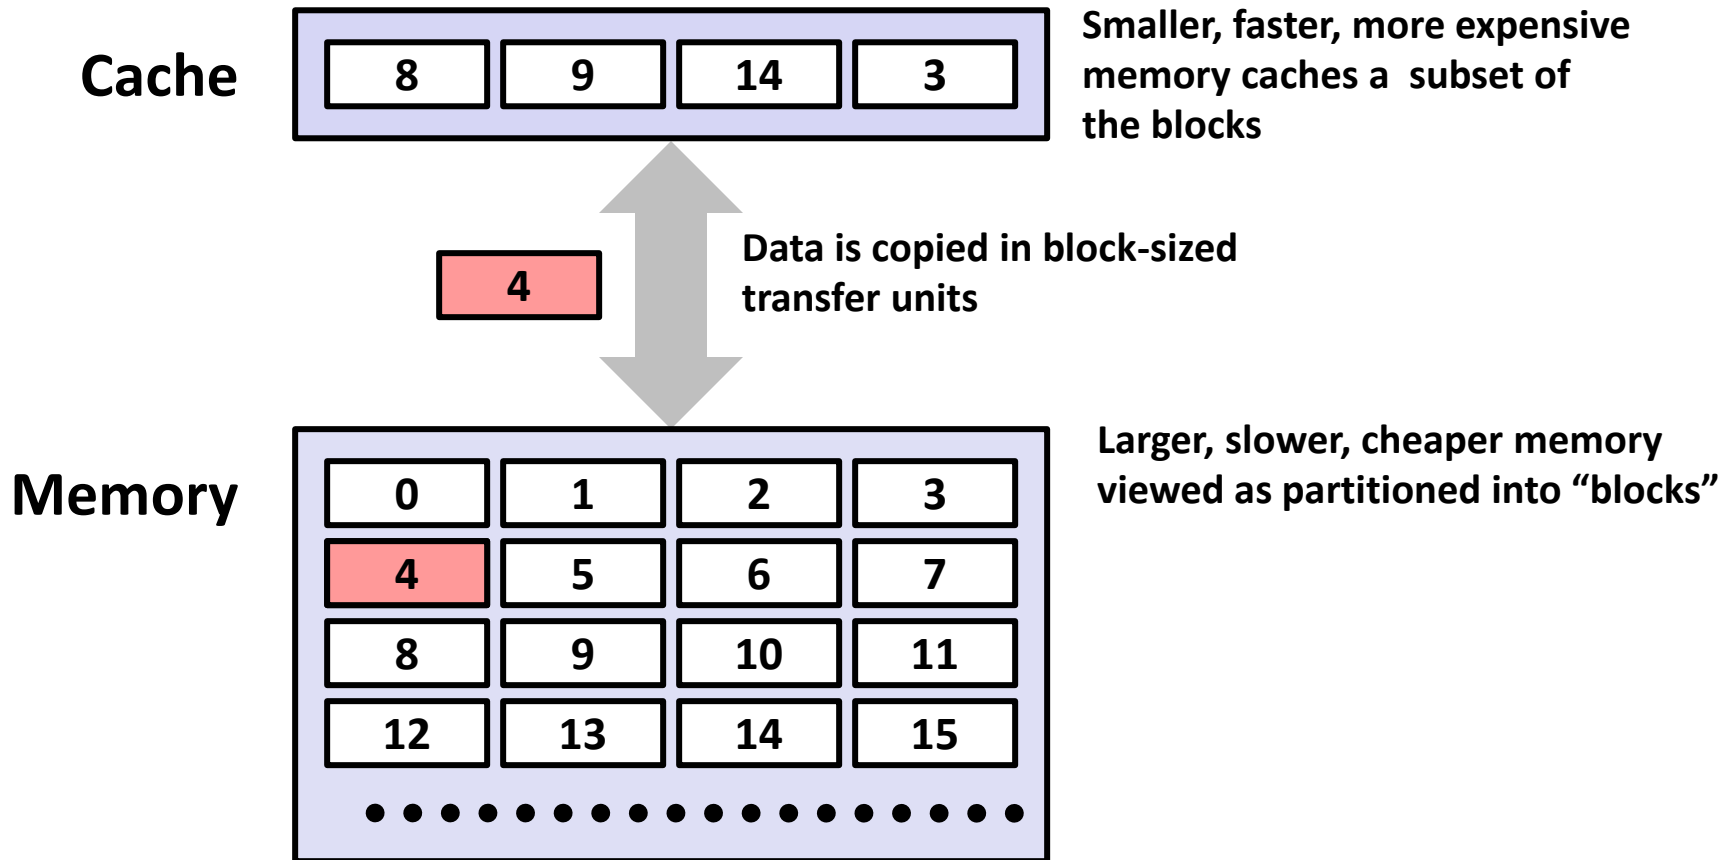 Cache
8 9 14 3
Smaller, faster, more expensive
memory caches a  subset of
the blocks
4
Data is copied in block-sized
transfer units
Memory
0 1 2 3
4 5 6 7
8 9 10 11
12 13 14 15
Larger, slower, cheaper memory
viewed as partitioned into “blocks”